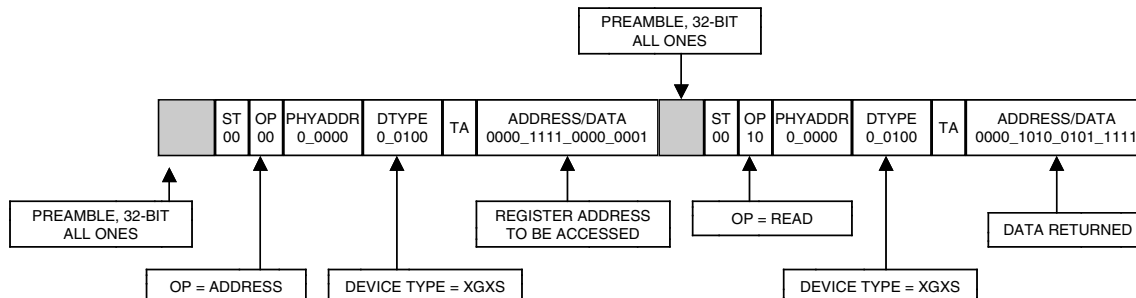 PREAMBLE, 32-BIT
ALL ONES
ST
00
OP
00
PHYADDR
0_0000
DTYPE
0_0100
TA
ADDRESS/DATA
0000_1111_0000_0001
ST
00
OP
10
PHYADDR
0_0000
DTYPE
0_0100
TA
ADDRESS/DATA
0000_1010_0101_1111
PREAMBLE, 32-BIT
ALL ONES
REGISTER ADDRESS
TO BE ACCESSED
OP = READ
DATA RETURNED
OP = ADDRESS
DEVICE TYPE = XGXS
DEVICE TYPE = XGXS